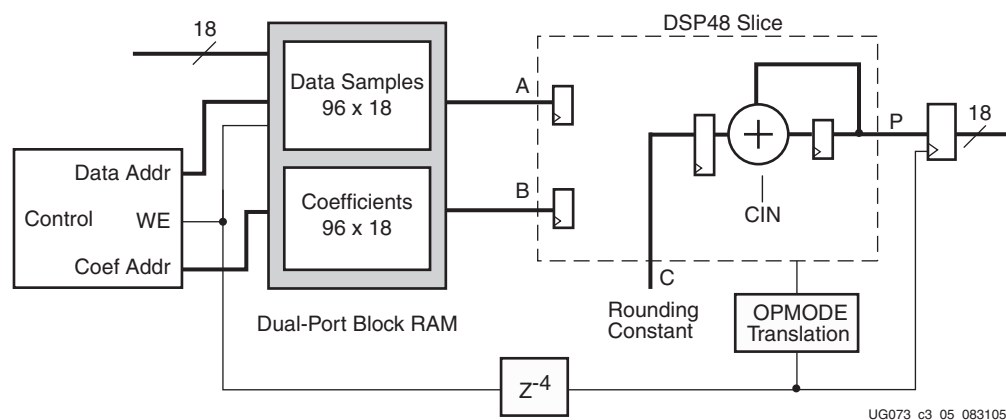 DSP48 Slice
18
Data Samples
96 x 18
A
P
18
Data Addr
Control
WE
Coef Addr
Coefficients
96 x 18
B
CIN
C
Dual-Port Block RAM
Rounding
Constant
OPMODE
Translation
Z-4
UG073_c3_05_083105